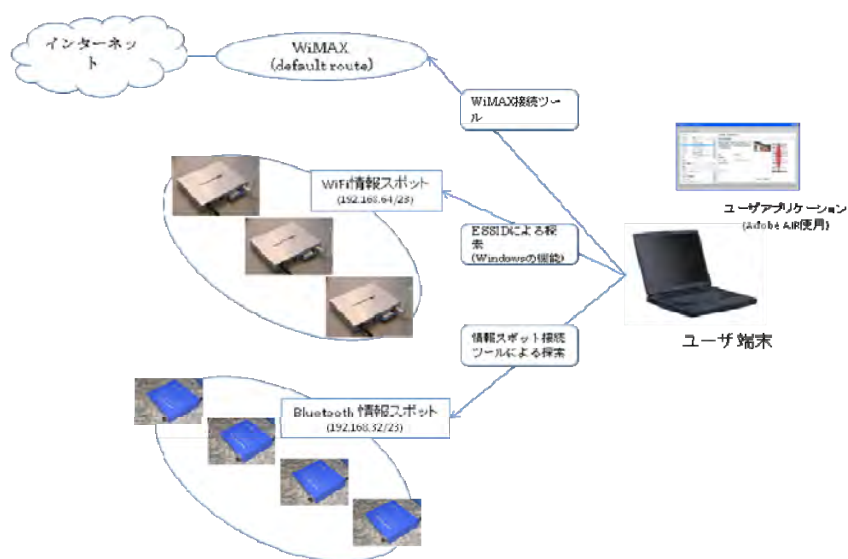 インターネッ
ト
WiMAX
(default route)
WiMAX接続ツー
ル
WiFi情報スポット
(192.168.64/23)
ESSIDによる探
索
(Windowsの機能)
ユーザアプリケーション
(Adobe AIR使用)
ユーザ端末
情報スポット接続
ツールによる探索
Bluetooth 情報スポット
(192.168.32/23)